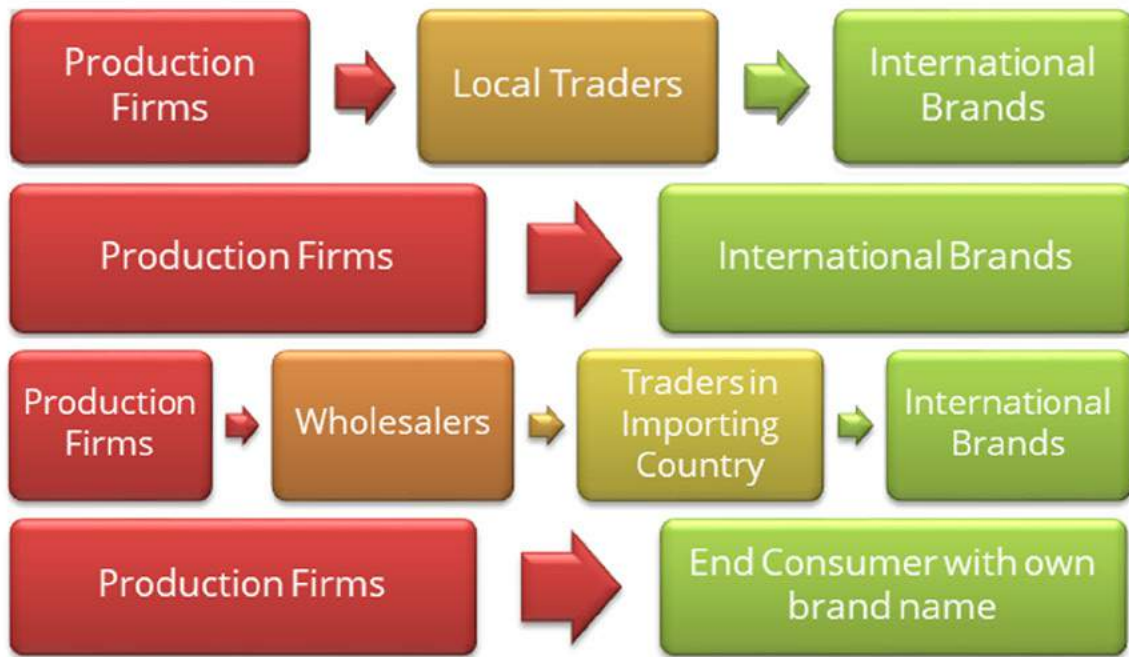 Production
Firms
Local Traders
International
Brands
Production Firms
International Brands
Production
Firms
Wholesalers
Traders in
Importing
Country
International
Brands
Production Firms
End Consumer with own
brand name